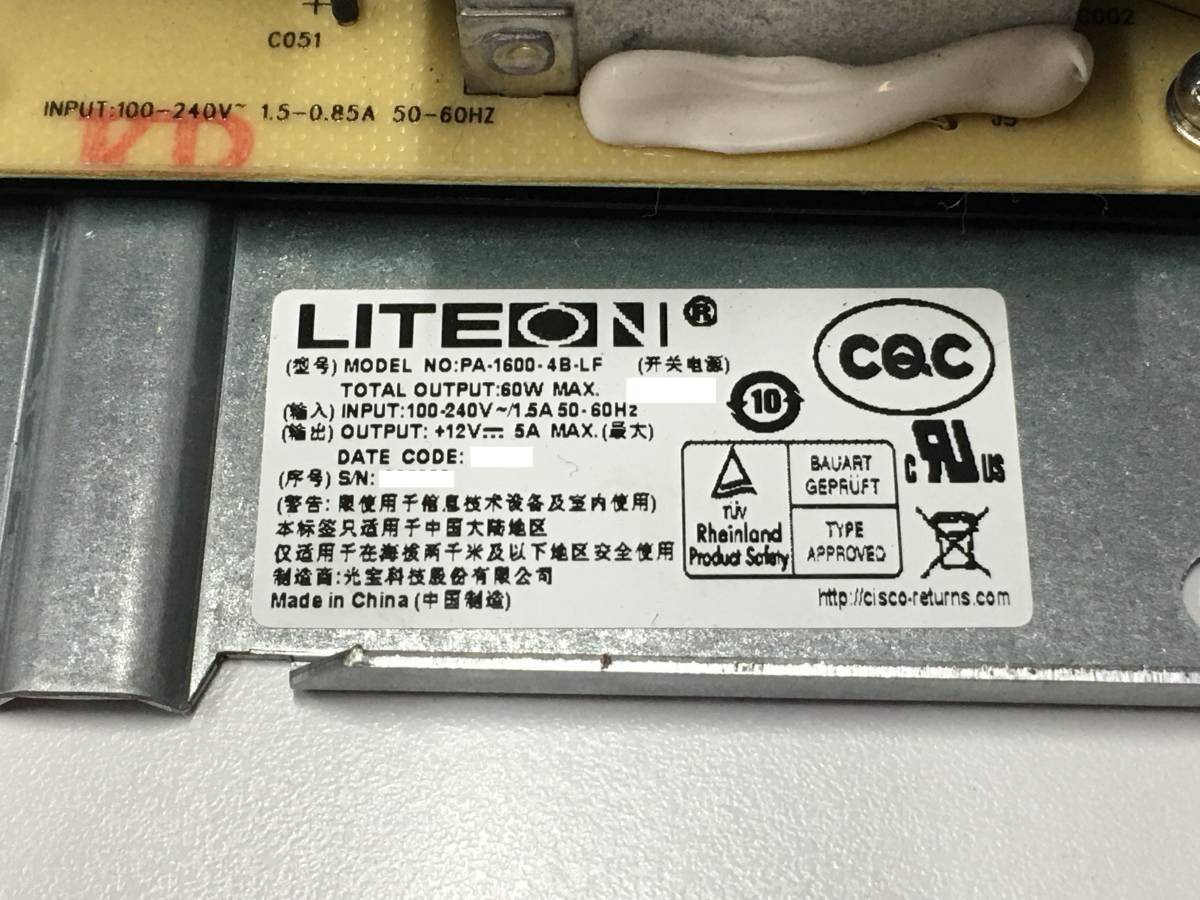 C051
C002
INPUT:100-240V~ 1.5-0.85A 50-60HZ
J9
LITEON®
(型号) MODEL NO:PA-1600-4B-LF (开关电源)
TOTAL OUTPUT:60W MAX.
(输入) INPUT:100-240V~/1.5A 50-60Hz
(输出) OUTPUT: +12V⎓ 5A MAX.(最大)
DATE CODE:
(序号) S/N:
(警告: 限使用于信息技术设备及室内使用)
本标签只适用于中国大陆地区
仅适用于在海拔两千米及以下地区安全使用
制造商:光宝科技股份有限公司
Made in China (中国制造)
CQC
10
c RU us
TÜV
Rheinland
Product Safety
BAUART
GEPRÜFT
TYPE
APPROVED
http://cisco-returns.com